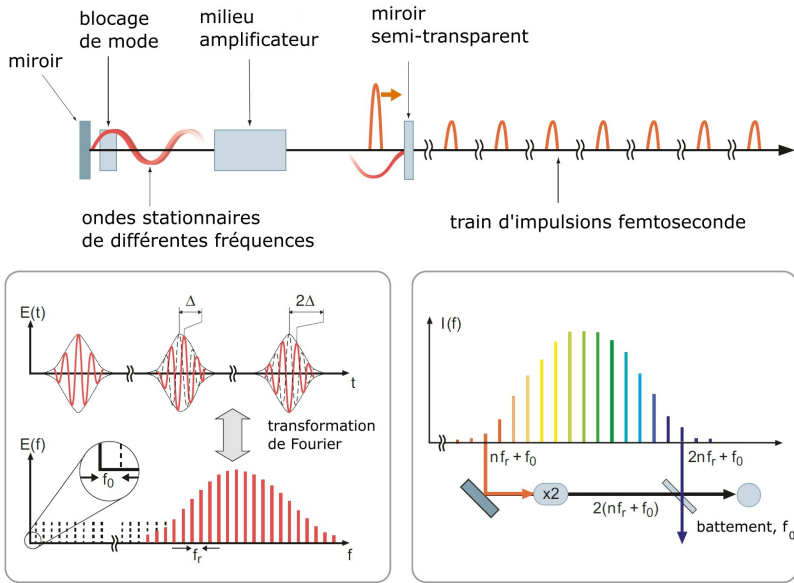 blocage
de mode
milieu
amplificateur
miroir
semi-transparent
miroir
ondes stationnaires
de différentes fréquences
train d'impulsions femtoseconde
E(t)
Δ
2Δ
t
transformation
de Fourier
E(f)
f₀
fᵣ
f
I(f)
nfᵣ + f₀
2nfᵣ + f₀
x2
2(nfᵣ + f₀)
battement, f₀